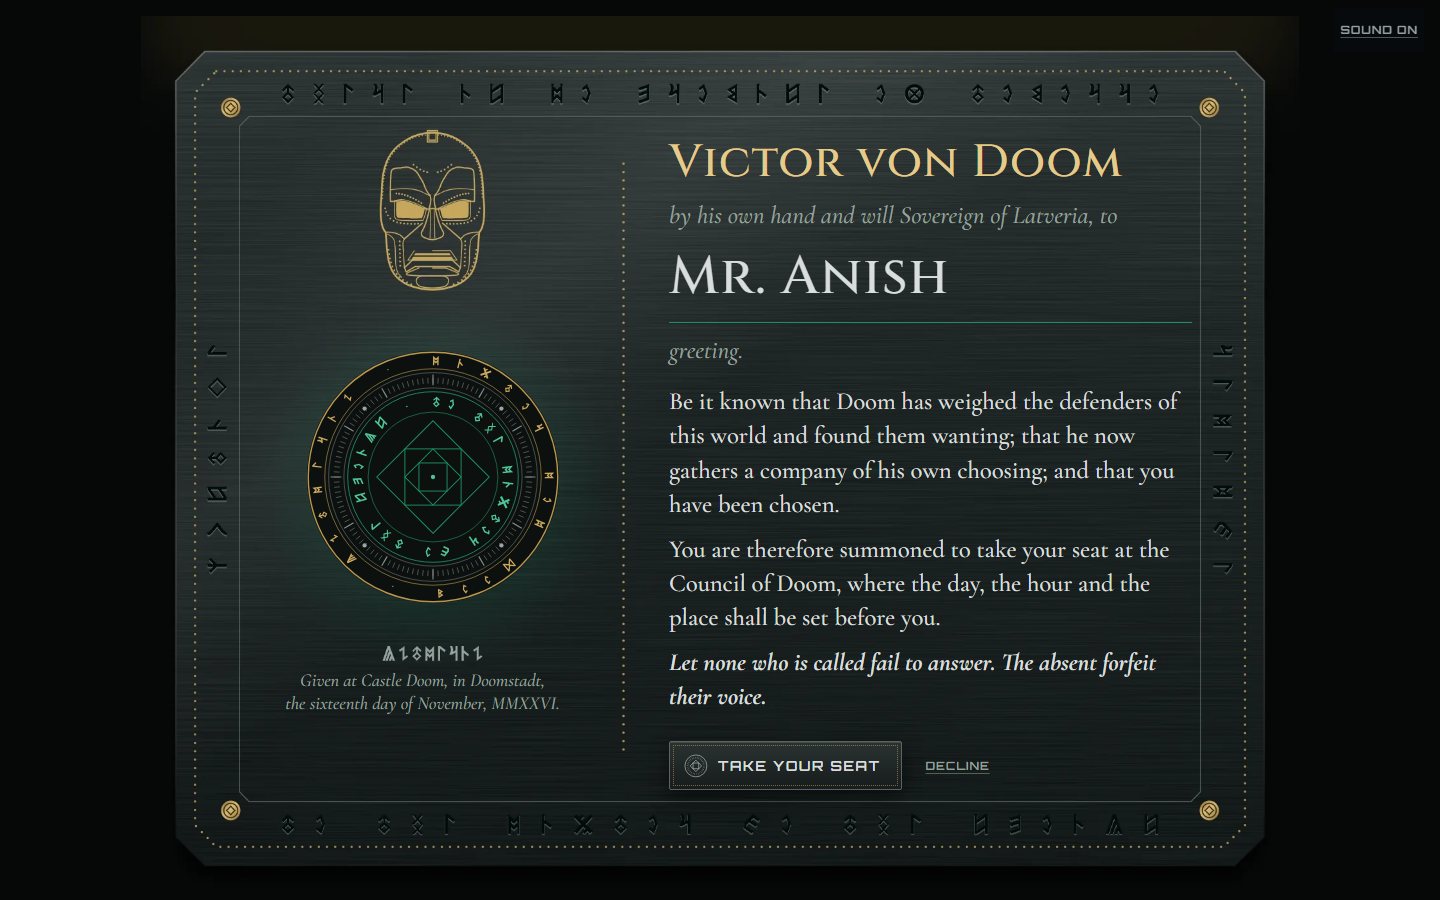 SOUND ON
VICTOR VON DOOM
by his own hand and will Sovereign of Latveria, to
MR. ANISH
greeting.
Be it known that Doom has weighed the defenders of
this world and found them wanting; that he now
gathers a company of his own choosing; and that you
have been chosen.
You are therefore summoned to take your seat at the
Council of Doom, where the day, the hour and the
place shall be set before you.
Let none who is called fail to answer. The absent forfeit
their voice.
TAKE YOUR SEAT
DECLINE
Given at Castle Doom, in Doomstadt,
the sixteenth day of November, MMXXVI.